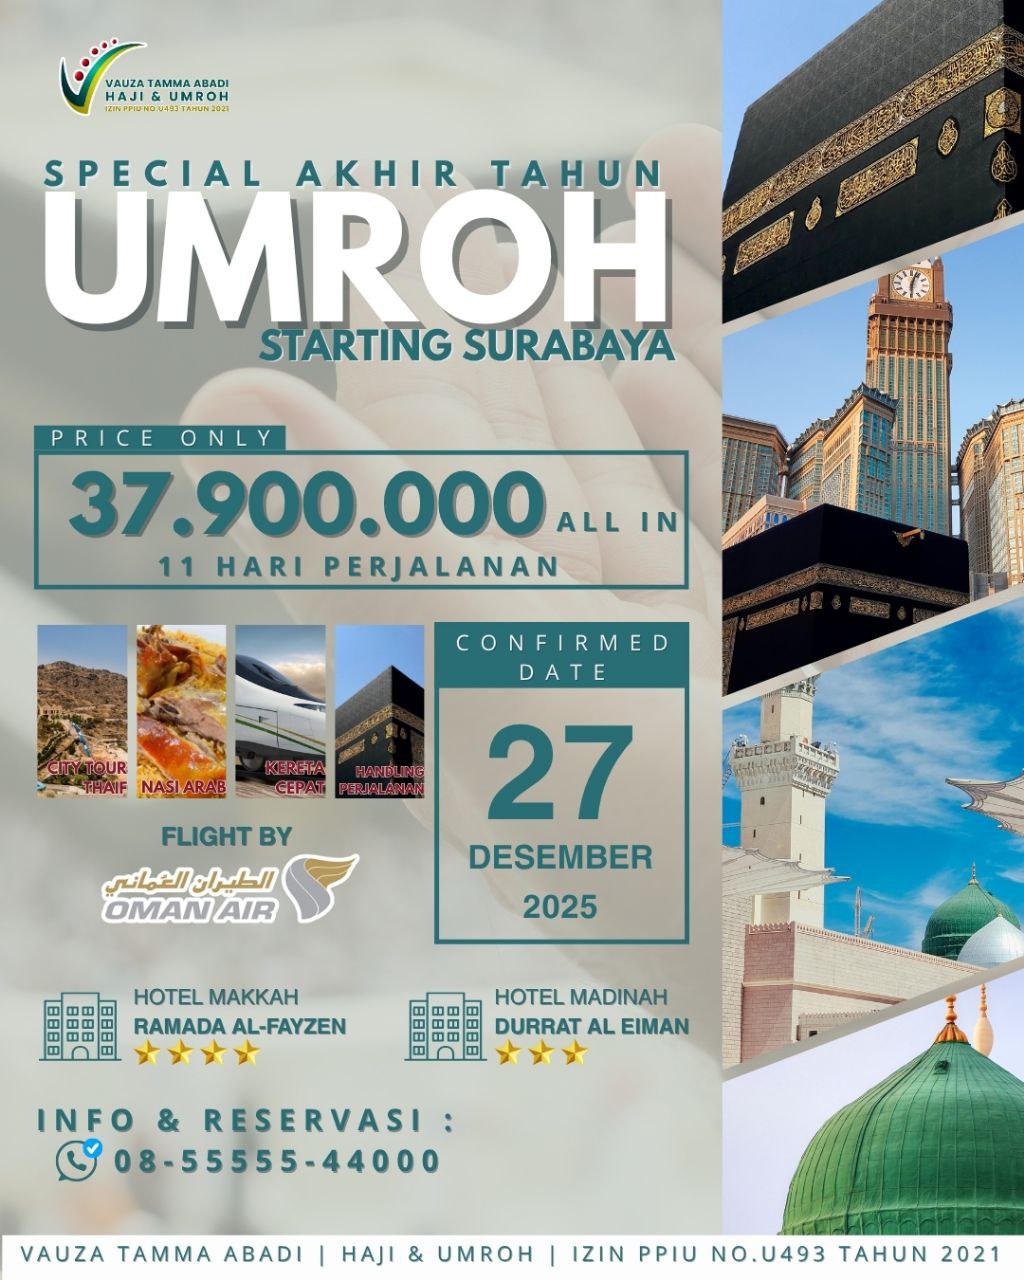 VAUZA TAMMA ABADI
HAJI & UMROH
IZIN PPIU NO.U493 TAHUN 2021
SPECIAL AKHIR TAHUN
UMROH
STARTING SURABAYA
PRICE ONLY
37.900.000 ALL IN
11 HARI PERJALANAN
CITY TOUR
THAIF
NASI ARAB
KERETA
CEPAT
HANDLING
PERJALANAN
CONFIRMED
DATE
27
DESEMBER
2025
FLIGHT BY
الطيران العُماني
OMAN AIR
HOTEL MAKKAH
RAMADA AL-FAYZEN
HOTEL MADINAH
DURRAT AL EIMAN
INFO & RESERVASI :
08-55555-44000
VAUZA TAMMA ABADI | HAJI & UMROH | IZIN PPIU NO.U493 TAHUN 2021